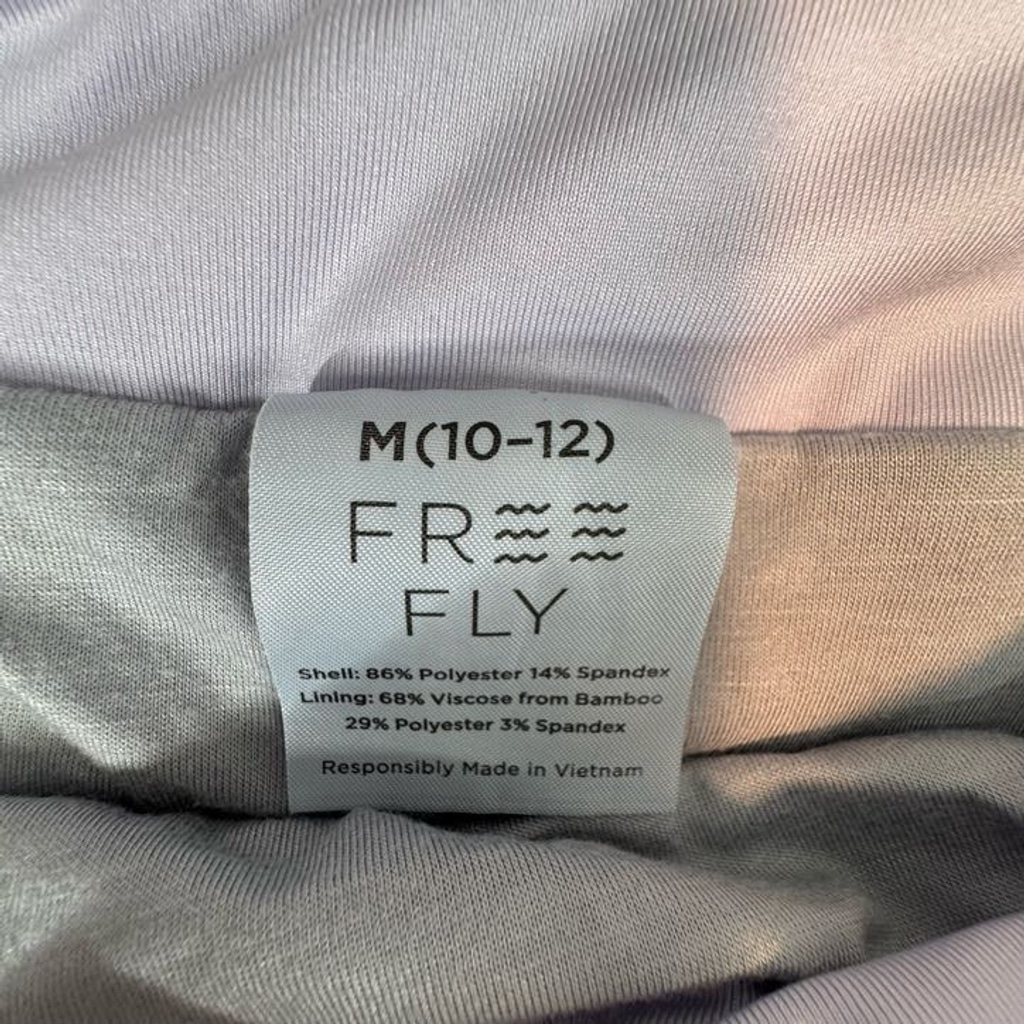 M(10-12)
FREE
FLY
Shell: 86% Polyester 14% Spandex
Lining: 68% Viscose from Bamboo
29% Polyester 3% Spandex
Responsibly Made in Vietnam